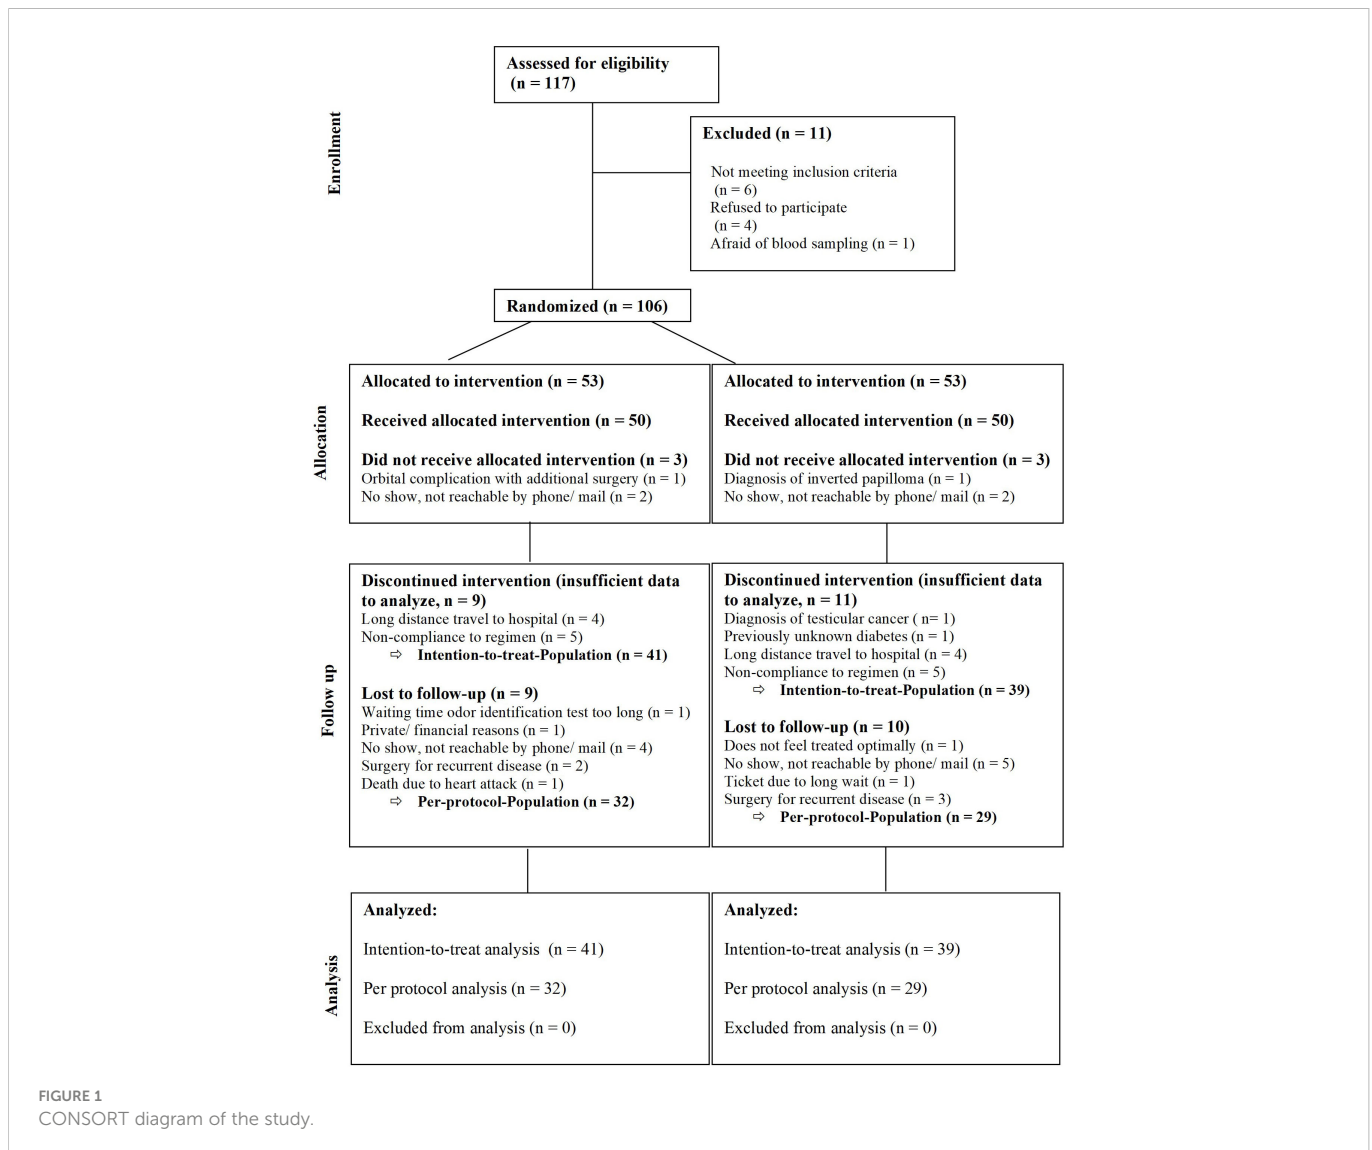 Enrollment
Assessed for eligibility
(n = 117)
Excluded (n = 11)
Not meeting inclusion criteria
(n = 6)
Refused to participate
(n = 4)
Afraid of blood sampling (n = 1)
Randomized (n = 106)
Allocation
Allocated to intervention (n = 53)
Received allocated intervention (n = 50)
Did not receive allocated intervention (n = 3)
Orbital complication with additional surgery (n = 1)
No show, not reachable by phone/ mail (n = 2)
Allocated to intervention (n = 53)
Received allocated intervention (n = 50)
Did not receive allocated intervention (n = 3)
Diagnosis of inverted papilloma (n = 1)
No show, not reachable by phone/ mail (n = 2)
Follow up
Discontinued intervention (insufficient data
to analyze, n = 9)
Long distance travel to hospital (n = 4)
Non-compliance to regimen (n = 5)
⇨ Intention-to-treat-Population (n = 41)
Lost to follow-up (n = 9)
Waiting time odor identification test too long (n = 1)
Private/ financial reasons (n = 1)
No show, not reachable by phone/ mail (n = 4)
Surgery for recurrent disease (n = 2)
Death due to heart attack (n = 1)
⇨ Per-protocol-Population (n = 32)
Discontinued intervention (insufficient data
to analyze, n = 11)
Diagnosis of testicular cancer ( n= 1)
Previously unknown diabetes (n = 1)
Long distance travel to hospital (n = 4)
Non-compliance to regimen (n = 5)
⇨ Intention-to-treat-Population (n = 39)
Lost to follow-up (n = 10)
Does not feel treated optimally (n = 1)
No show, not reachable by phone/ mail (n = 5)
Ticket due to long wait (n = 1)
Surgery for recurrent disease (n = 3)
⇨ Per-protocol-Population (n = 29)
Analysis
Analyzed:
Intention-to-treat analysis (n = 41)
Per protocol analysis (n = 32)
Excluded from analysis (n = 0)
Analyzed:
Intention-to-treat analysis (n = 39)
Per protocol analysis (n = 29)
Excluded from analysis (n = 0)
FIGURE 1
CONSORT diagram of the study.